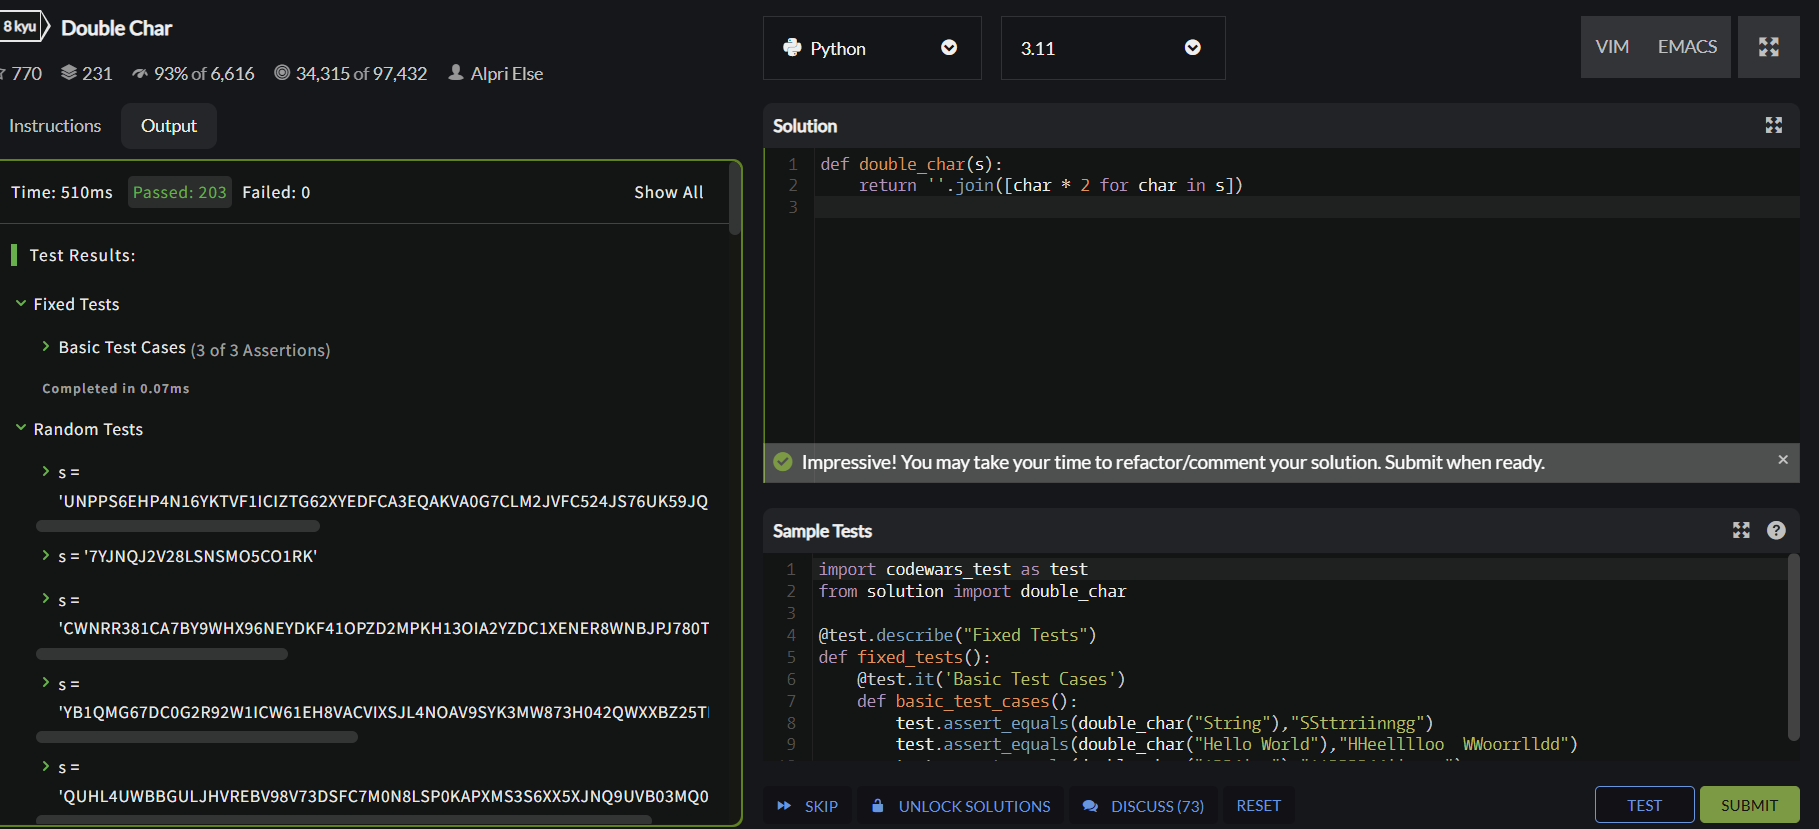 8 kyu Double Char
770 231 93% of 6,616 34,315 of 97,432 Alpri Else
Instructions Output
Time: 510ms Passed: 203 Failed: 0 Show All
Test Results:
Fixed Tests
Basic Test Cases (3 of 3 Assertions)
Completed in 0.07ms
Random Tests
s =
'UNPPS6EHP4N16YKTVF1ICIZTG62XYEDFCA3EQAKVA0G7CLM2JVFC524JS76UK59JQ
s = '7YJNQJ2V28LSNSMO5CO1RK'
s =
'CWNRR381CA7BY9WHX96NEYDKF41OPZD2MPKH13OIA2YZDC1XENER8WNBJPJ780T
s =
'YB1QMG67DC0G2R92W1ICW61EH8VACVIXSJL4NOAV9SYK3MW873H042QWXXBZ25T
s =
'QUHL4UWBBGULJHVREBV98V73DSFC7M0N8LSP0KAPXMS3S6XX5XJNQ9UVB03MQ0
Python 3.11 VIM EMACS
Solution
1 def double_char(s):
2 return ''.join([char * 2 for char in s])
3
Impressive! You may take your time to refactor/comment your solution. Submit when ready.
Sample Tests
1 import codewars_test as test
2 from solution import double_char
3
4 @test.describe("Fixed Tests")
5 def fixed_tests():
6 @test.it('Basic Test Cases')
7 def basic_test_cases():
8 test.assert_equals(double_char("String"),"SSttrriinngg")
9 test.assert_equals(double_char("Hello World"),"HHeelllloo  WWoorrlldd")
SKIP UNLOCK SOLUTIONS DISCUSS (73) RESET TEST SUBMIT